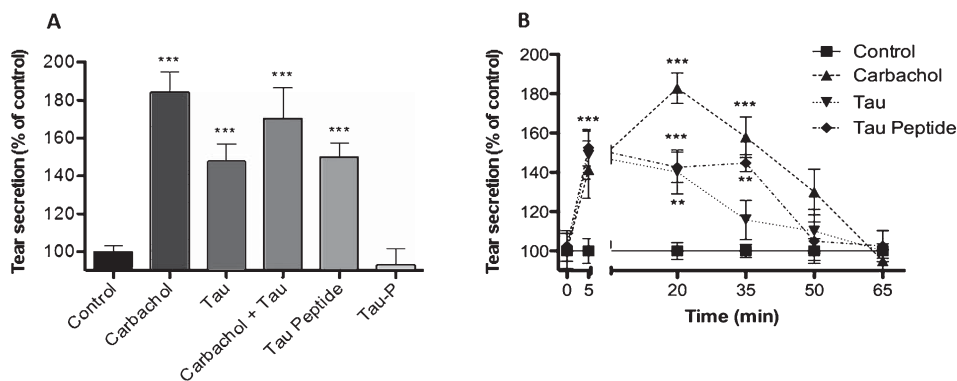 A
Tear secretion (% of control)
200
180
160
140
120
100
***
***
***
***
Control
Carbachol
Tau
Carbachol + Tau
Tau Peptide
Tau-P
B
Tear secretion (% of control)
200
180
160
140
120
100
***
***
***
***
**
**
0 5 20 35 50 65
Time (min)
Control
Carbachol
Tau
Tau Peptide